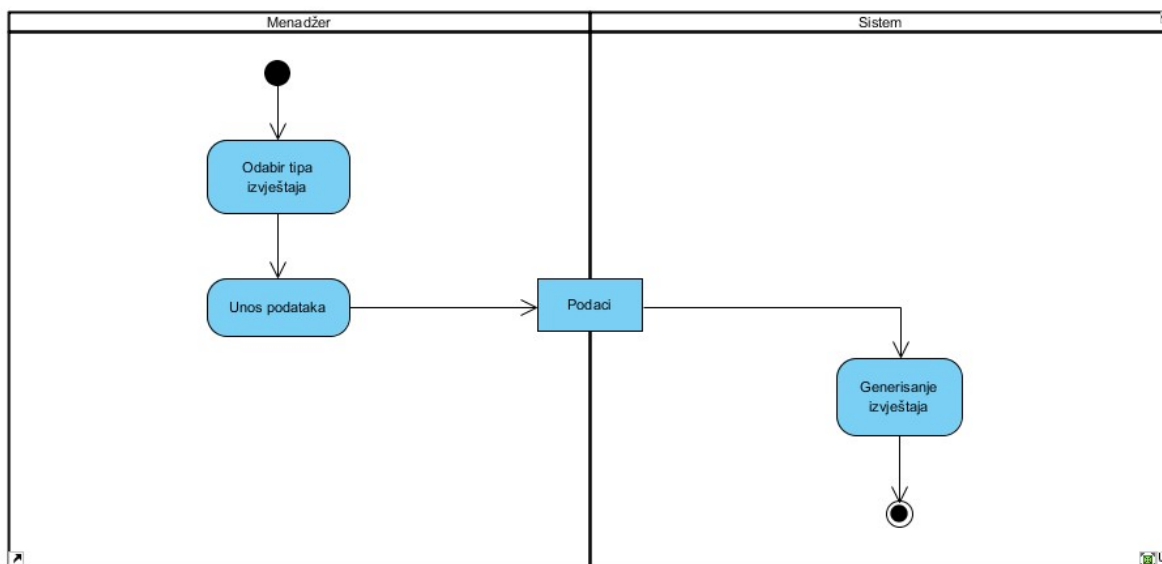 Menadžer
Sistem
Odabir tipa
izvještaja
Unos podataka
Podaci
Generisanje
izvještaja